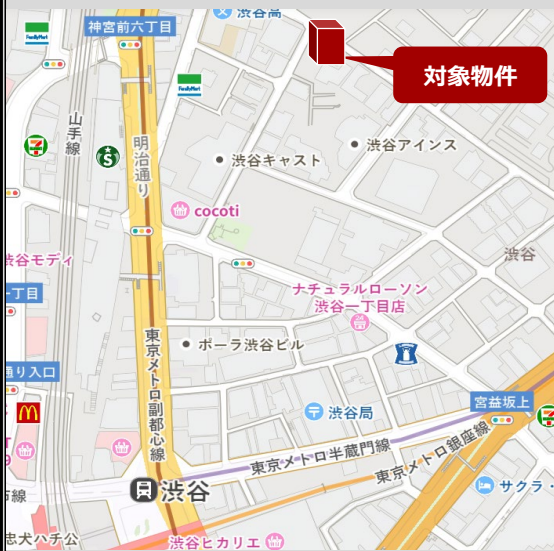 渋谷高
神宮前六丁目
FamilyMart
対象物件
FamilyMart
山手線
明治通り
渋谷キャスト
渋谷アインス
cocoti
渋谷
渋谷モディ
ナチュラルローソン
渋谷一丁目店
丁目
ポーラ渋谷ビル
東京メトロ副都心線
通り入口
宮益坂上
渋谷局
東京メトロ半蔵門線
東京メトロ銀座線
渋谷
サクラ・
線
忠犬ハチ公
渋谷ヒカリエ